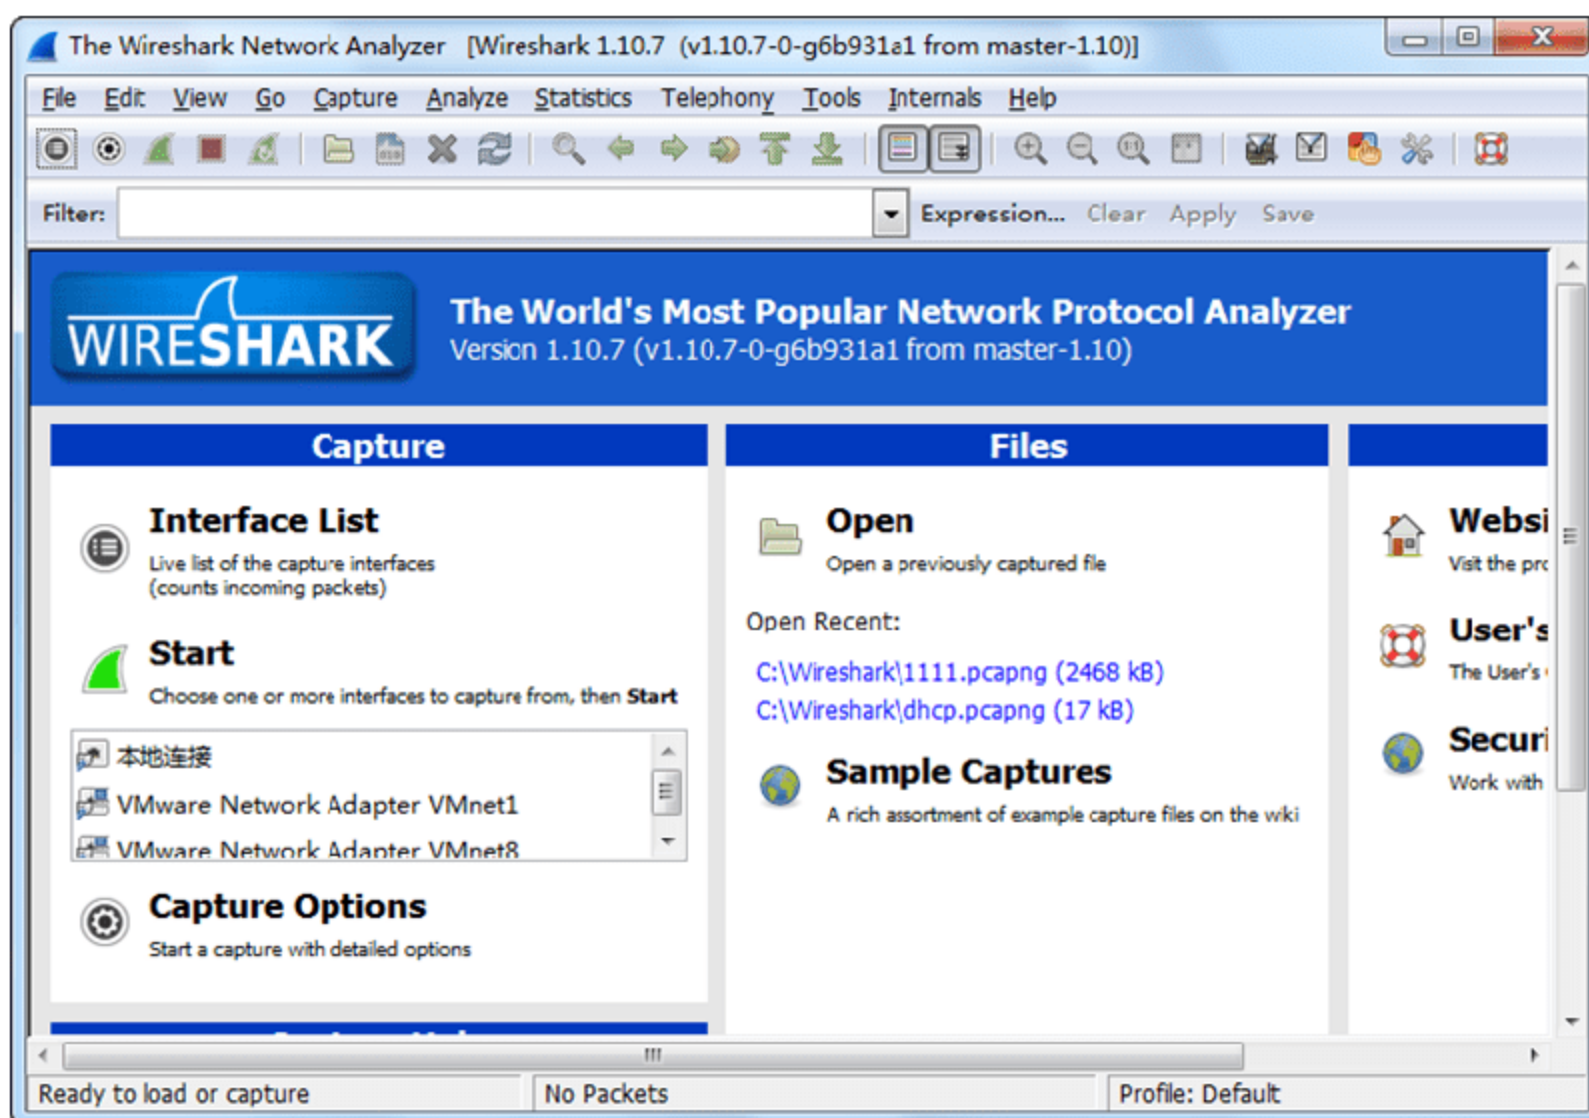 The Wireshark Network Analyzer [Wireshark 1.10.7 (v1.10.7-0-g6b931a1 from master-1.10)]
File Edit View Go Capture Analyze Statistics Telephony Tools Internals Help
Filter: Expression... Clear Apply Save
WIRESHARK
The World's Most Popular Network Protocol Analyzer
Version 1.10.7 (v1.10.7-0-g6b931a1 from master-1.10)
Capture
Interface List
Live list of the capture interfaces
(counts incoming packets)
Start
Choose one or more interfaces to capture from, then Start
本地连接
VMware Network Adapter VMnet1
VMware Network Adapter VMnet8
Capture Options
Start a capture with detailed options
Files
Open
Open a previously captured file
Open Recent:
C:\Wireshark\1111.pcapng (2468 kB)
C:\Wireshark\dhcp.pcapng (17 kB)
Sample Captures
A rich assortment of example capture files on the wiki
Websi
Visit the pro
User's
The User's
Securi
Work with
Ready to load or capture
No Packets
Profile: Default